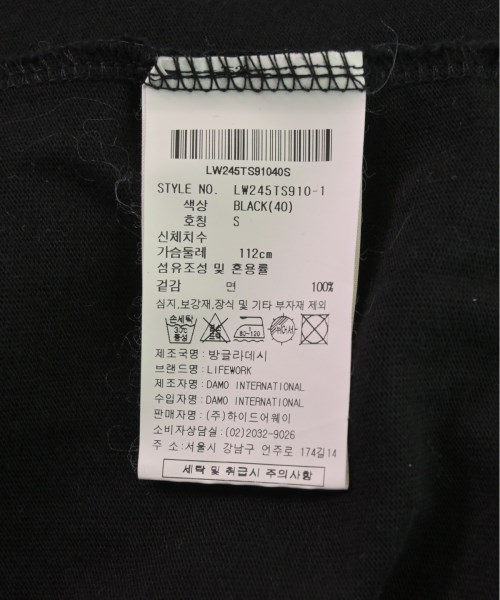 LW245TS91040S
STYLE NO. LW245TS910-1
색상 BLACK(40)
호칭 S
신체치수
가슴둘레 112cm
섬유조성 및 혼용률
겉감 면 100%
심지,보강재,장식 및 기타 부자재 제외
손세탁 30℃ 중성 80~120
제조국명:방글라데시
브랜드명:LIFEWORK
제조자명:DAMO INTERNATIONAL
수입자명:DAMO INTERNATIONAL
판매자명:(주)하이드어웨이
소비자상담실:(02)2032-9026
주 소:서울시 강남구 언주로 174길14
세탁 및 취급시 주의사항